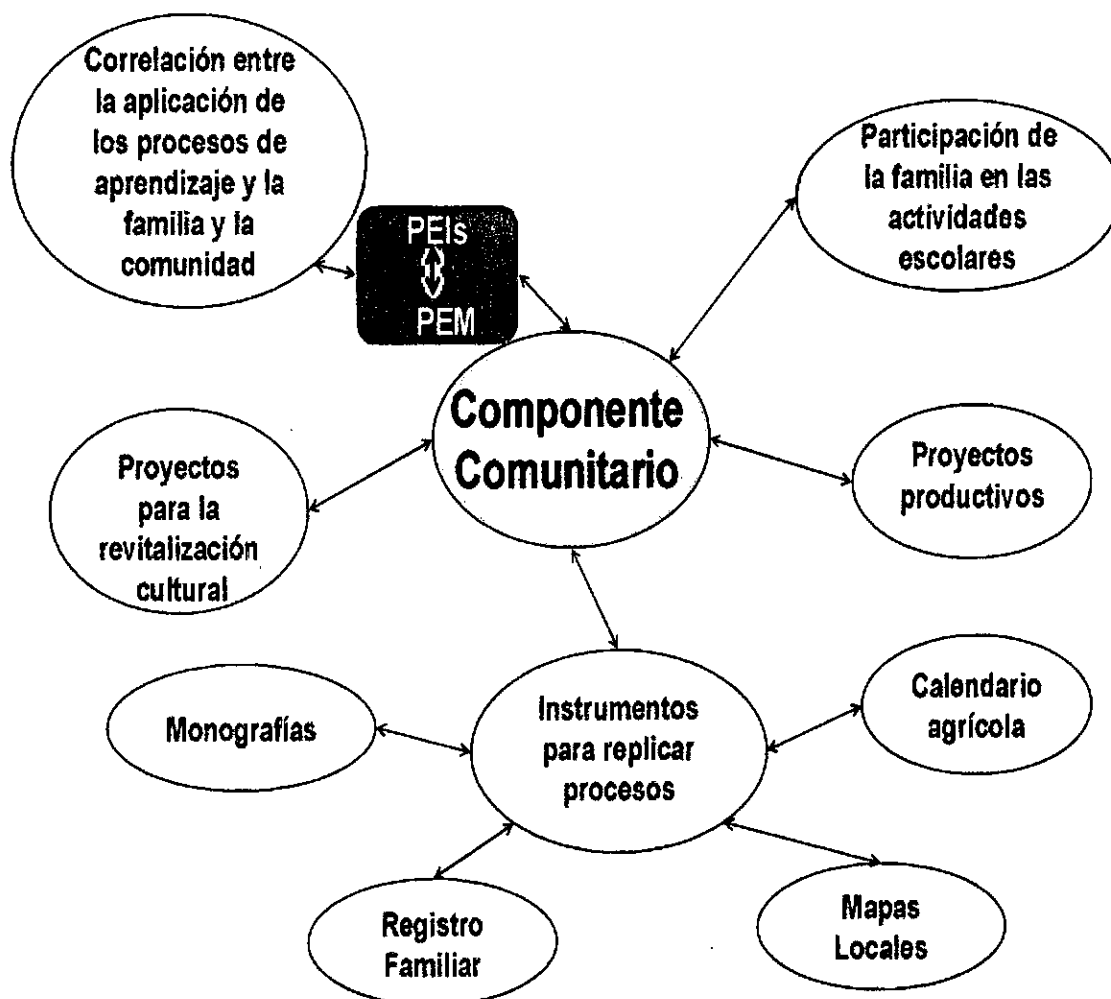 Correlación entre
la aplicación de
los procesos de
aprendizaje y la
familia y la
comunidad
Participación de
la familia en las
actividades
escolares
PEIs
PEM
Componente
Comunitario
Proyectos
para la
revitalización
cultural
Proyectos
productivos
Monografías
Instrumentos
para replicar
procesos
Calendario
agrícola
Registro
Familiar
Mapas
Locales